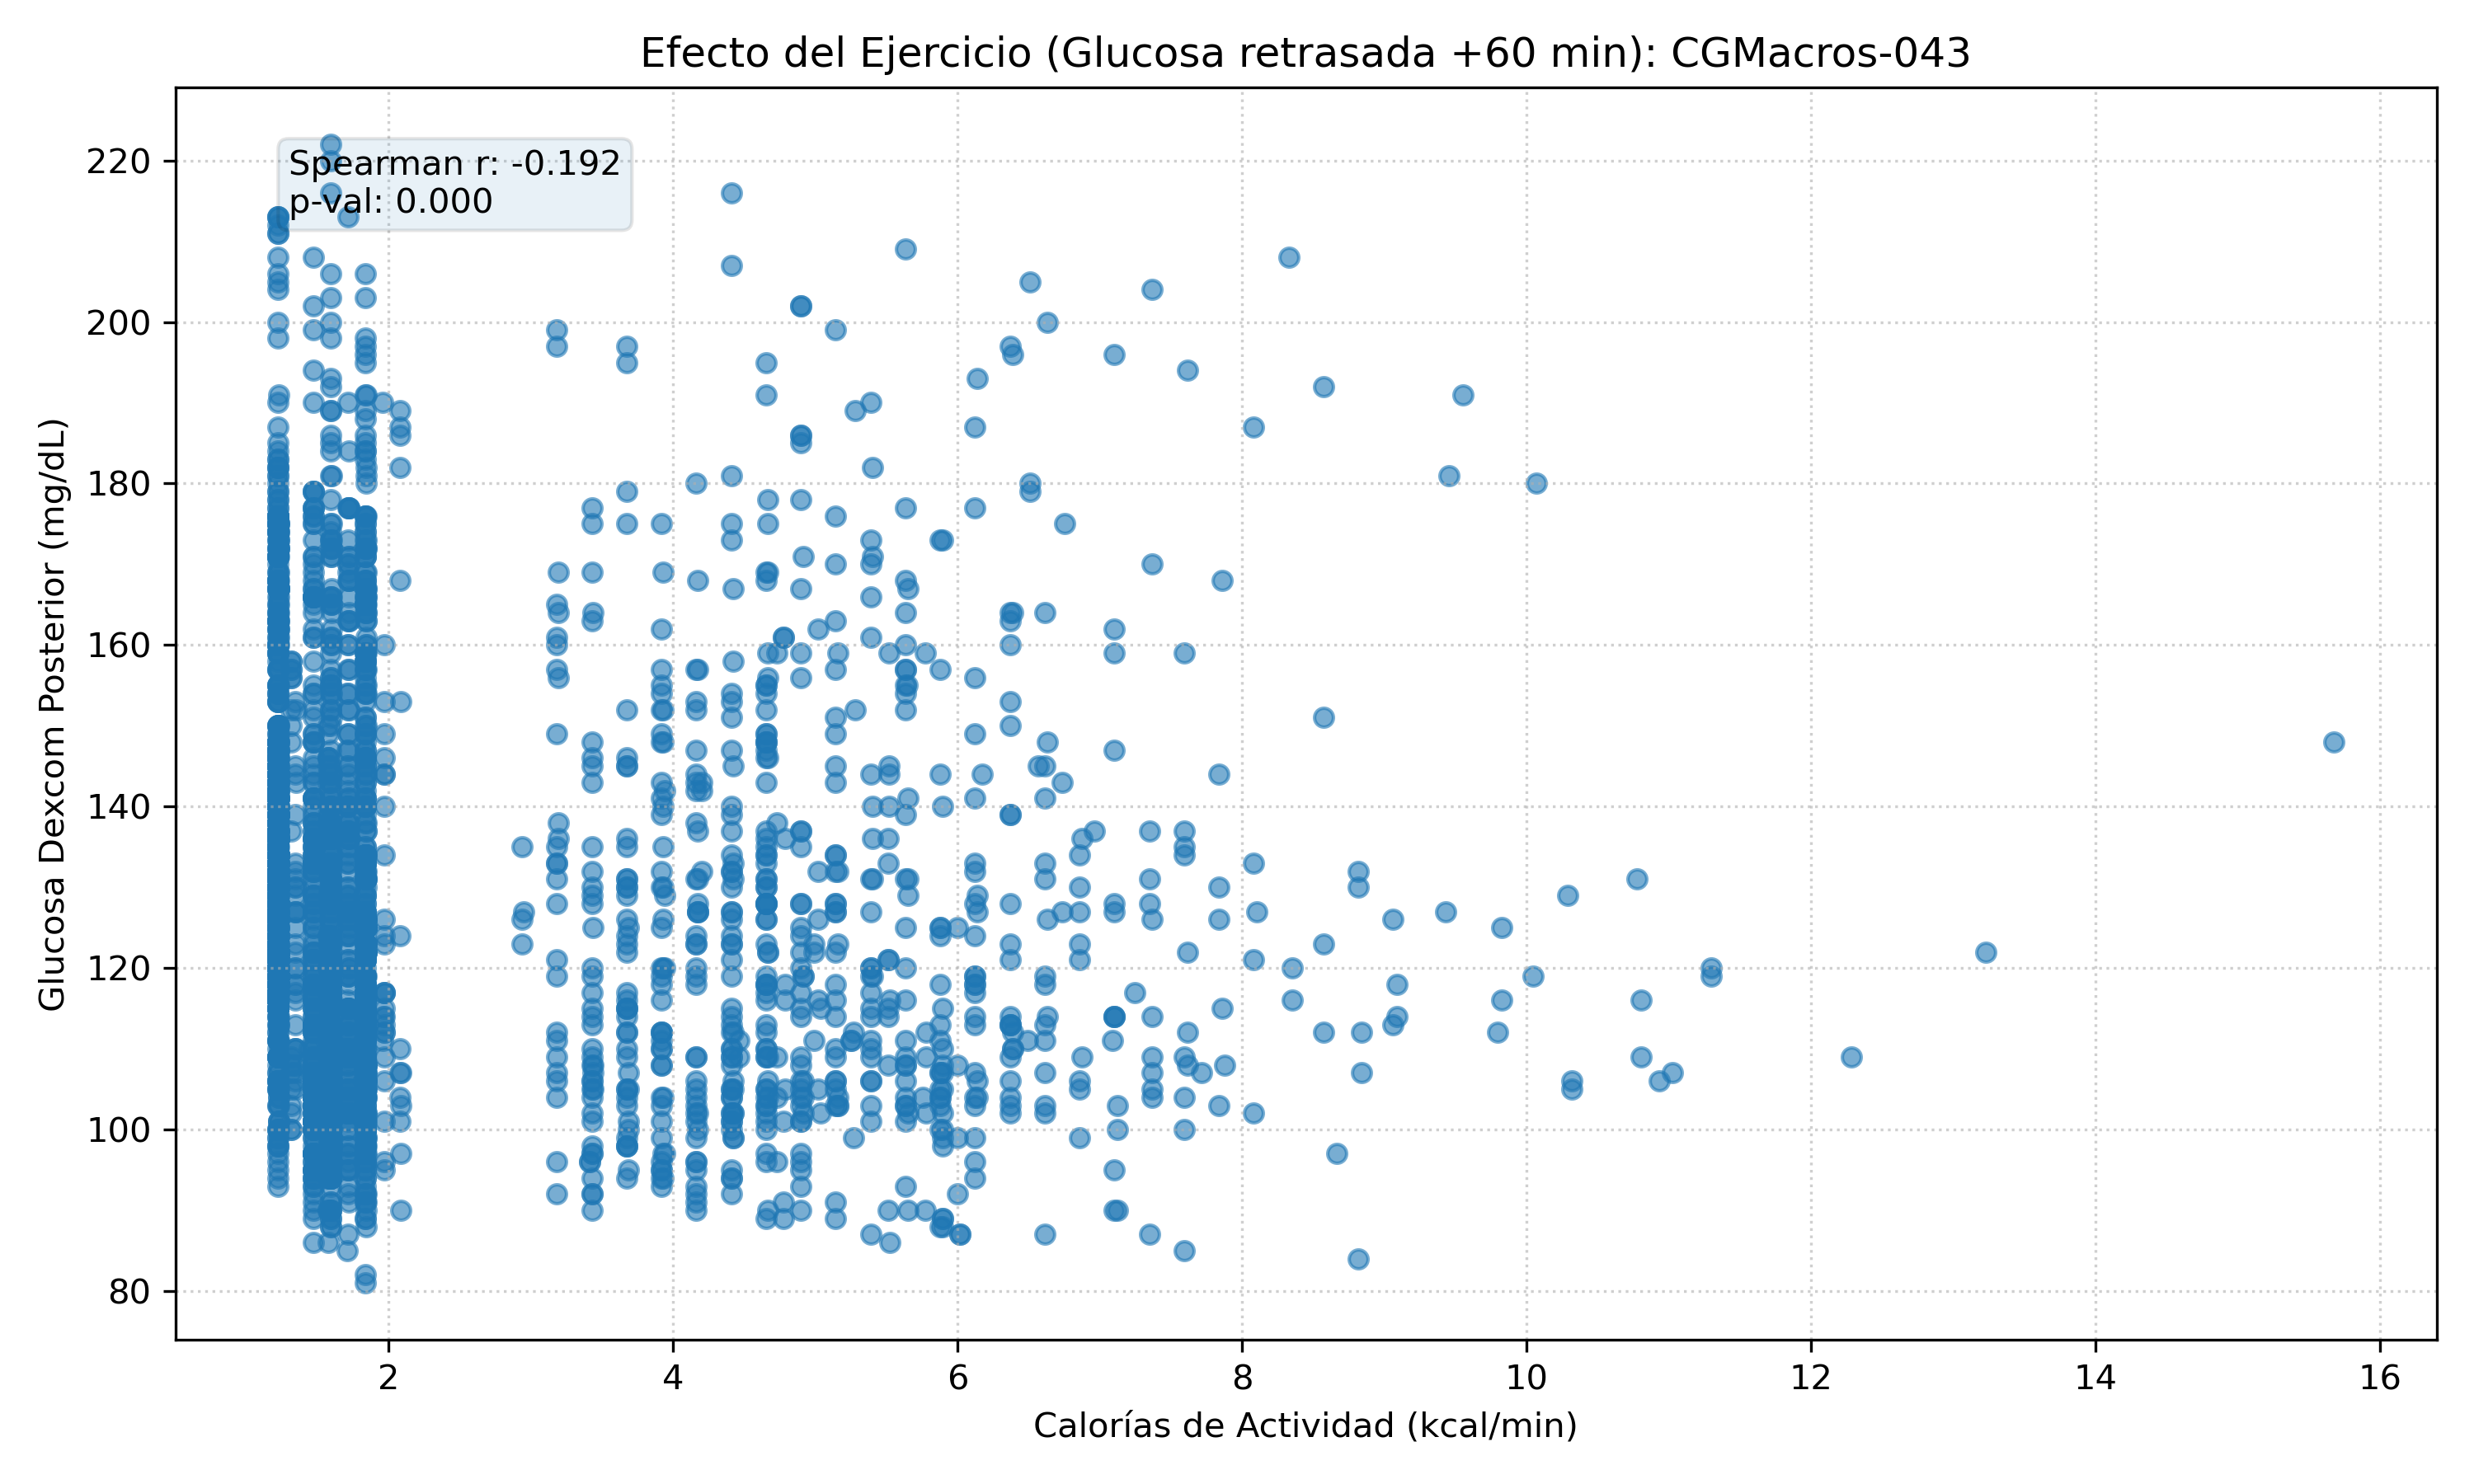 Efecto del Ejercicio (Glucosa retrasada +60 min): CGMacros-043
Spearman r: -0.192
p-val: 0.000
Glucosa Dexcom Posterior (mg/dL)
220
200
180
160
140
120
100
80
2 4 6 8 10 12 14 16
Calorías de Actividad (kcal/min)